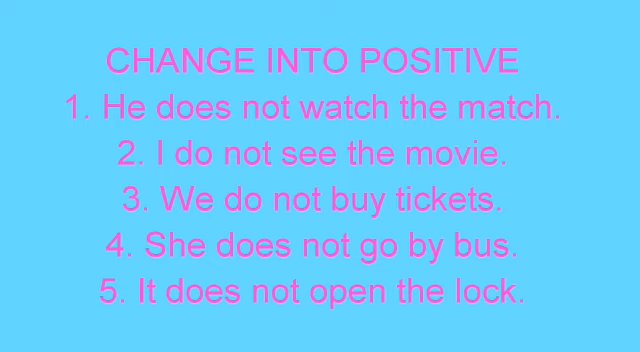 CHANGE INTO POSITIVE
1. He does not watch the match.
2. I do not see the movie.
3. We do not buy tickets.
4. She does not go by bus.
5. It does not open the lock.